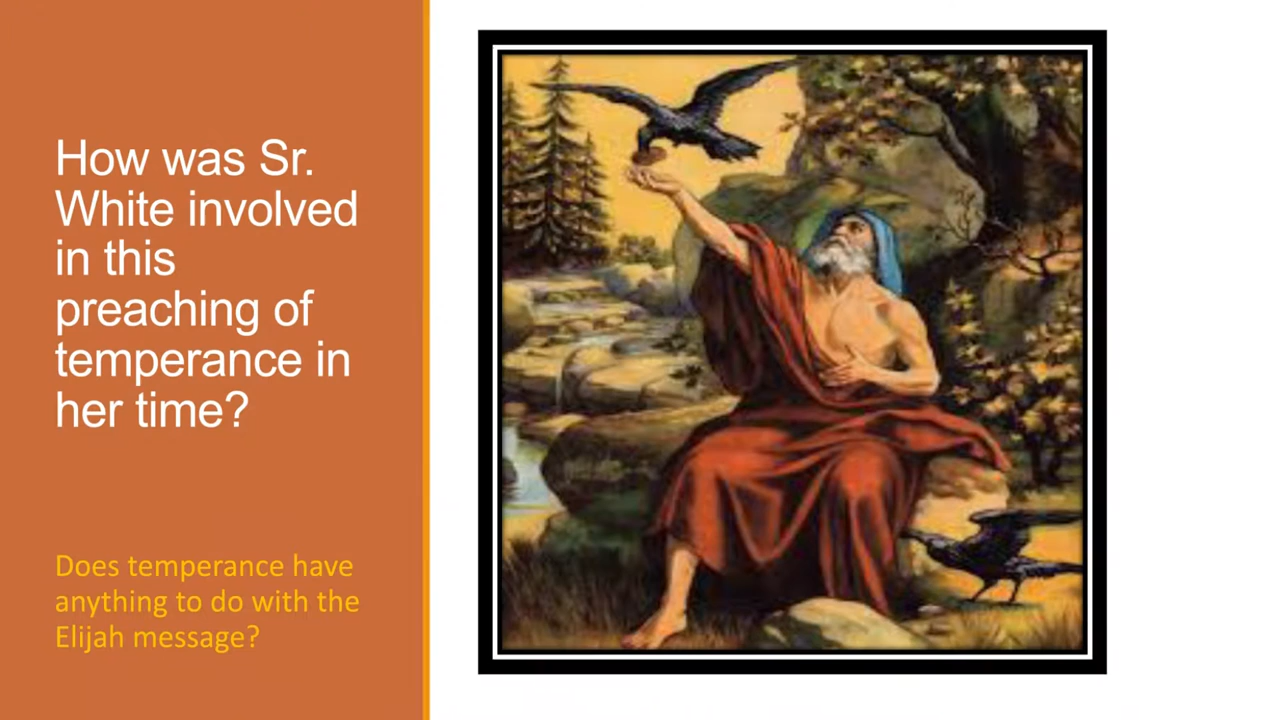 How was Sr.
White involved
in this
preaching of
temperance in
her time?
Does temperance have
anything to do with the
Elijah message?